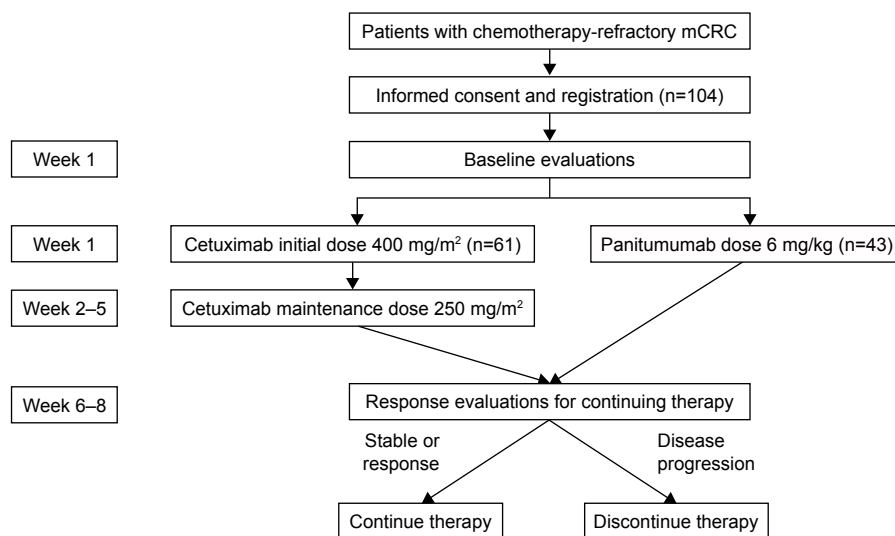 Patients with chemotherapy-refractory mCRC
Informed consent and registration (n=104)
Week 1
Baseline evaluations
Week 1
Cetuximab initial dose 400 mg/m² (n=61)
Panitumumab dose 6 mg/kg (n=43)
Week 2–5
Cetuximab maintenance dose 250 mg/m²
Week 6–8
Response evaluations for continuing therapy
Stable or
response
Disease
progression
Continue therapy
Discontinue therapy